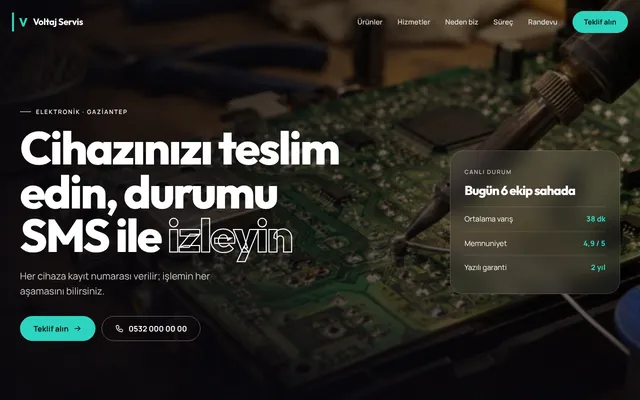 V Voltaj Servis
Ürünler Hizmetler Neden biz Süreç Randevu Teklif alın
ELEKTRONİK · GAZİANTEP
Cihazınızı teslim
edin, durumu
SMS ile izleyin
Her cihaza kayıt numarası verilir; işlemin her
aşamasını bilirsiniz.
Teklif alın → 0532 000 00 00
CANLI DURUM
Bugün 6 ekip sahada
Ortalama varış 38 dk
Memnuniyet 4,9 / 5
Yazılı garanti 2 yıl